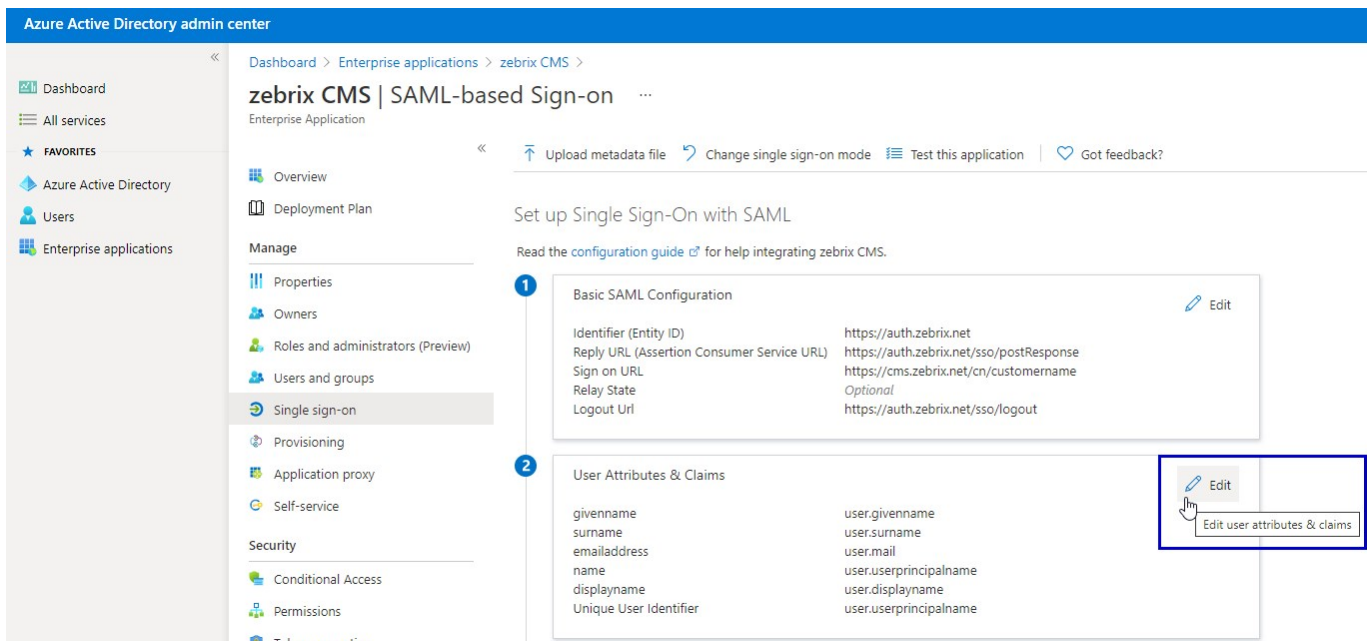 Azure Active Directory admin center
«
Dashboard
All services
FAVORITES
Azure Active Directory
Users
Enterprise applications
Dashboard > Enterprise applications > zebrix CMS >
zebrix CMS | SAML-based Sign-on ...
Enterprise Application
«
Overview
Deployment Plan
Manage
Properties
Owners
Roles and administrators (Preview)
Users and groups
Single sign-on
Provisioning
Application proxy
Self-service
Security
Conditional Access
Permissions
Upload metadata file Change single sign-on mode Test this application Got feedback?
Set up Single Sign-On with SAML
Read the configuration guide for help integrating zebrix CMS.
1
Basic SAML Configuration
Edit
Identifier (Entity ID) https://auth.zebrix.net
Reply URL (Assertion Consumer Service URL) https://auth.zebrix.net/sso/postResponse
Sign on URL https://cms.zebrix.net/cn/customername
Relay State Optional
Logout Url https://auth.zebrix.net/sso/logout
2
User Attributes & Claims
Edit
Edit user attributes & claims
givenname user.givenname
surname user.surname
emailaddress user.mail
name user.userprincipalname
displayname user.displayname
Unique User Identifier user.userprincipalname